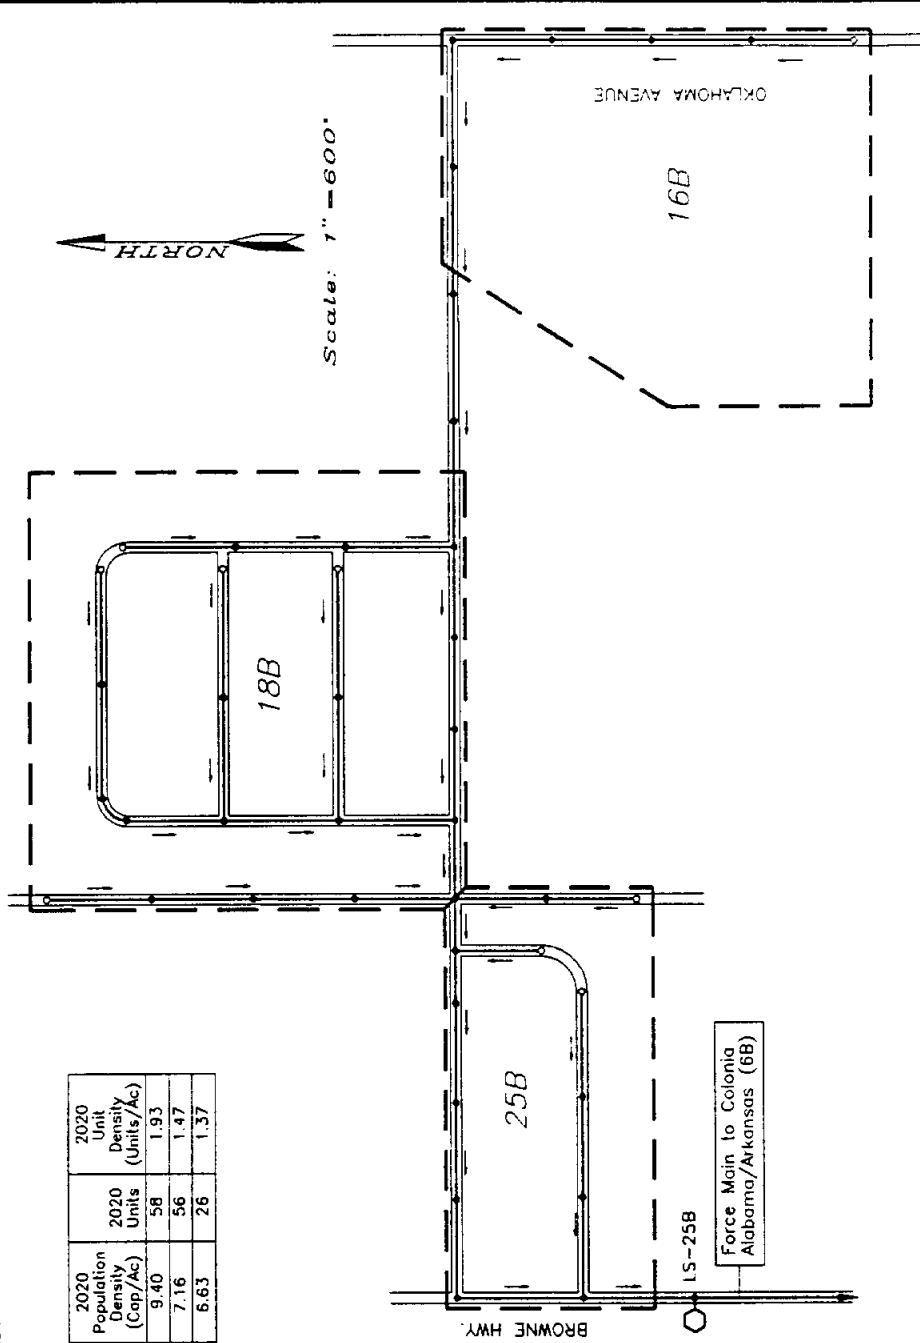 OKLAHOMA AVENUE
16B
NORTH
Scale: 1"=600'
18B
25B
2020
Population
Density
(Cap/Ac)
2020
Units
2020
Unit
Density
(Units/Ac)
9.40 58 1.93
7.16 56 1.47
6.63 26 1.37
LS-25B
Force Main to Colonia
Alabama/Arkansas (6B)
BROWNE HWY.